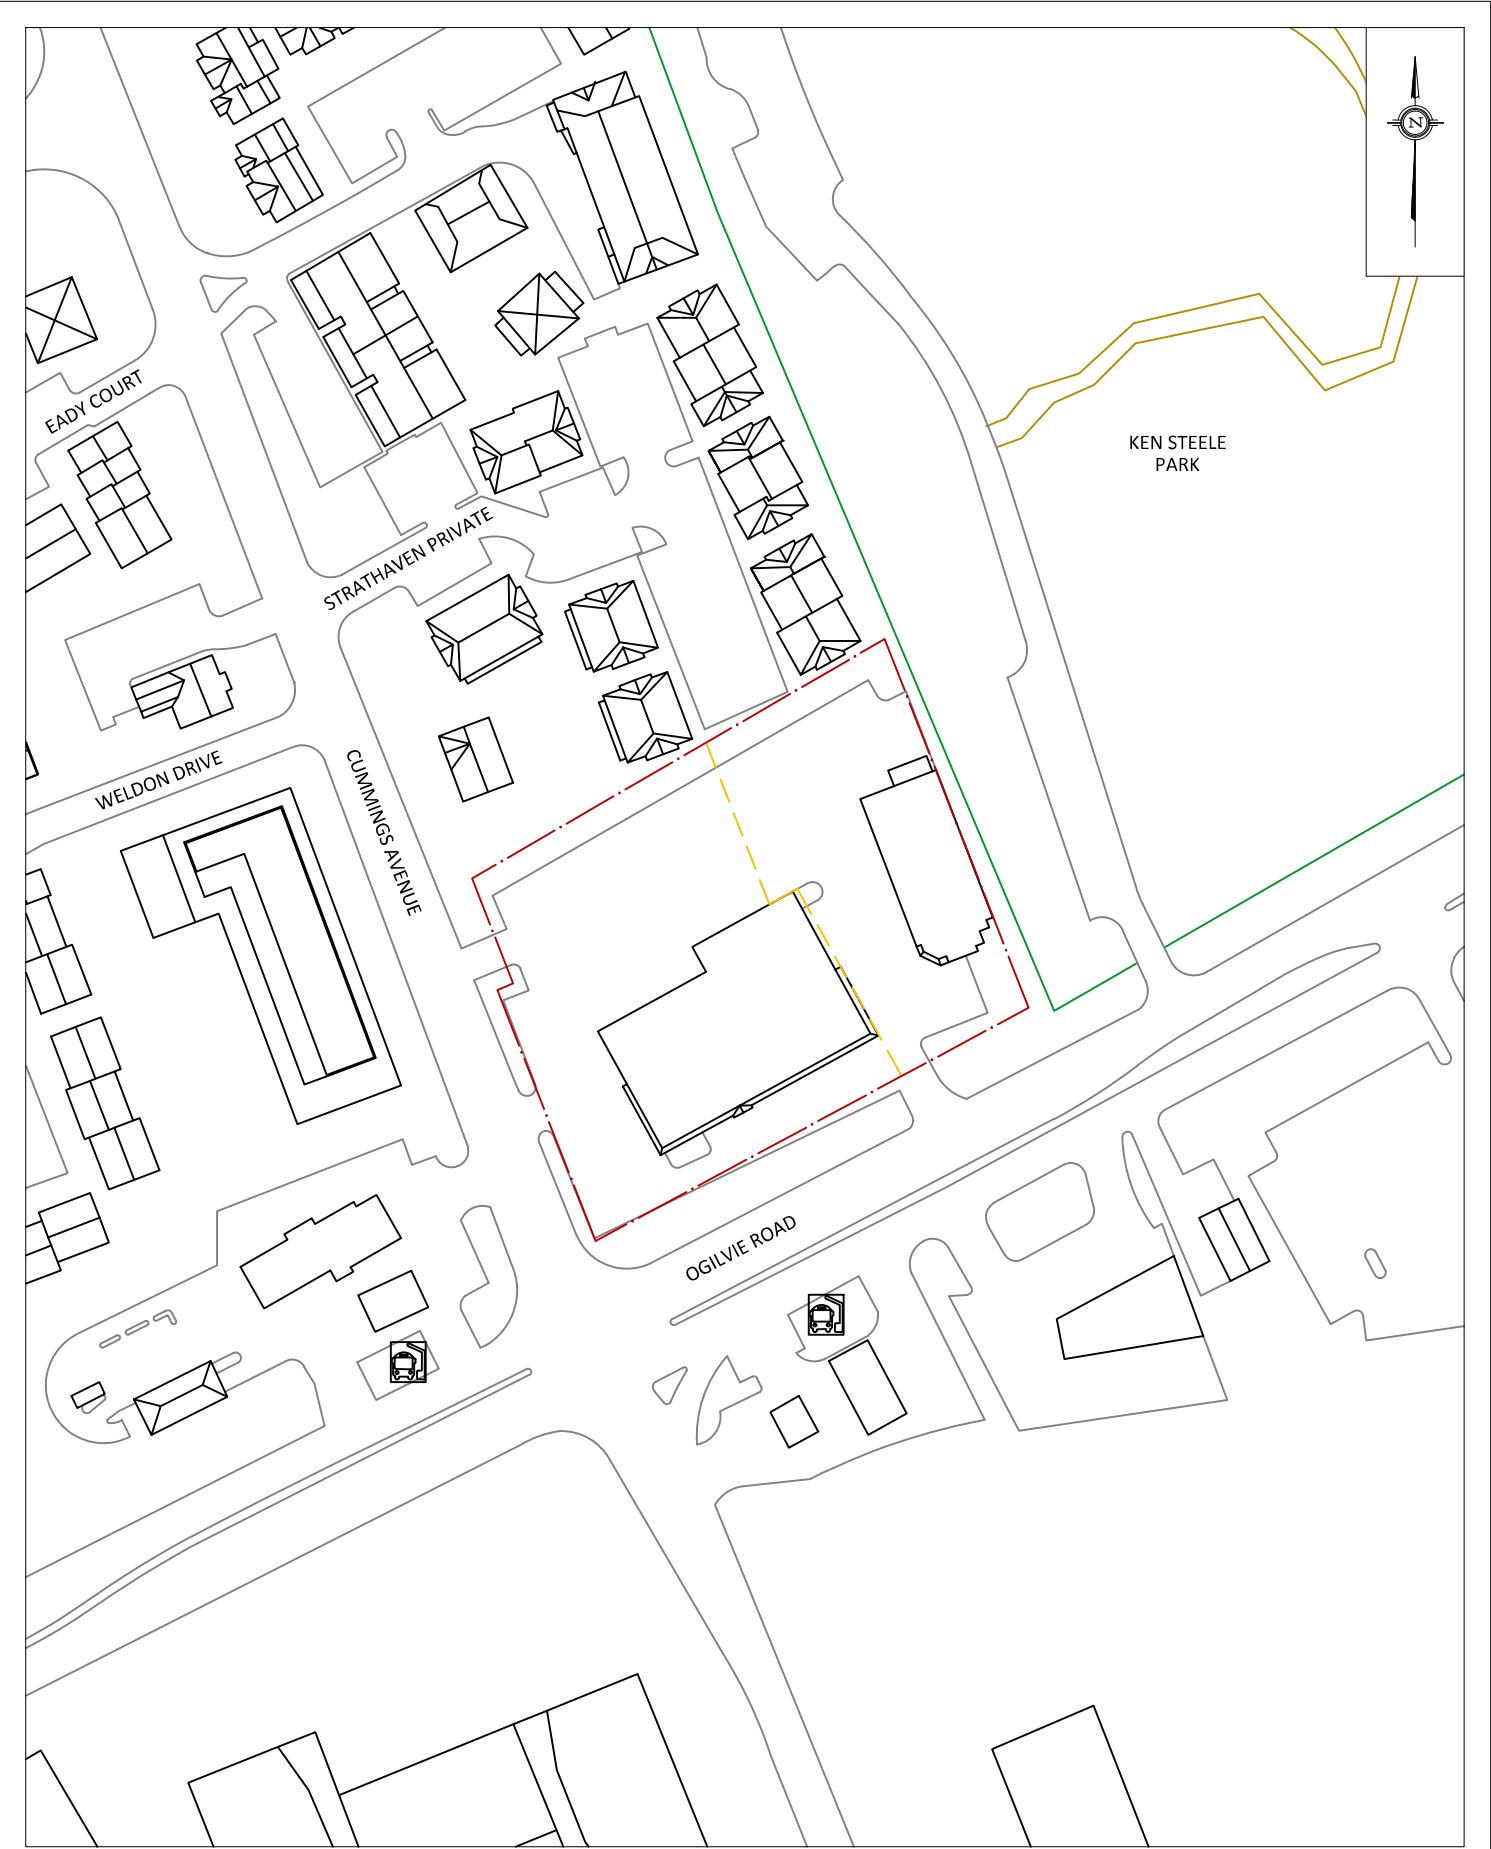 N
EADY COURT
KEN STEELE
PARK
STRATHAVEN PRIVATE
WELDON DRIVE
CUMMINGS AVENUE
OGILVIE ROAD